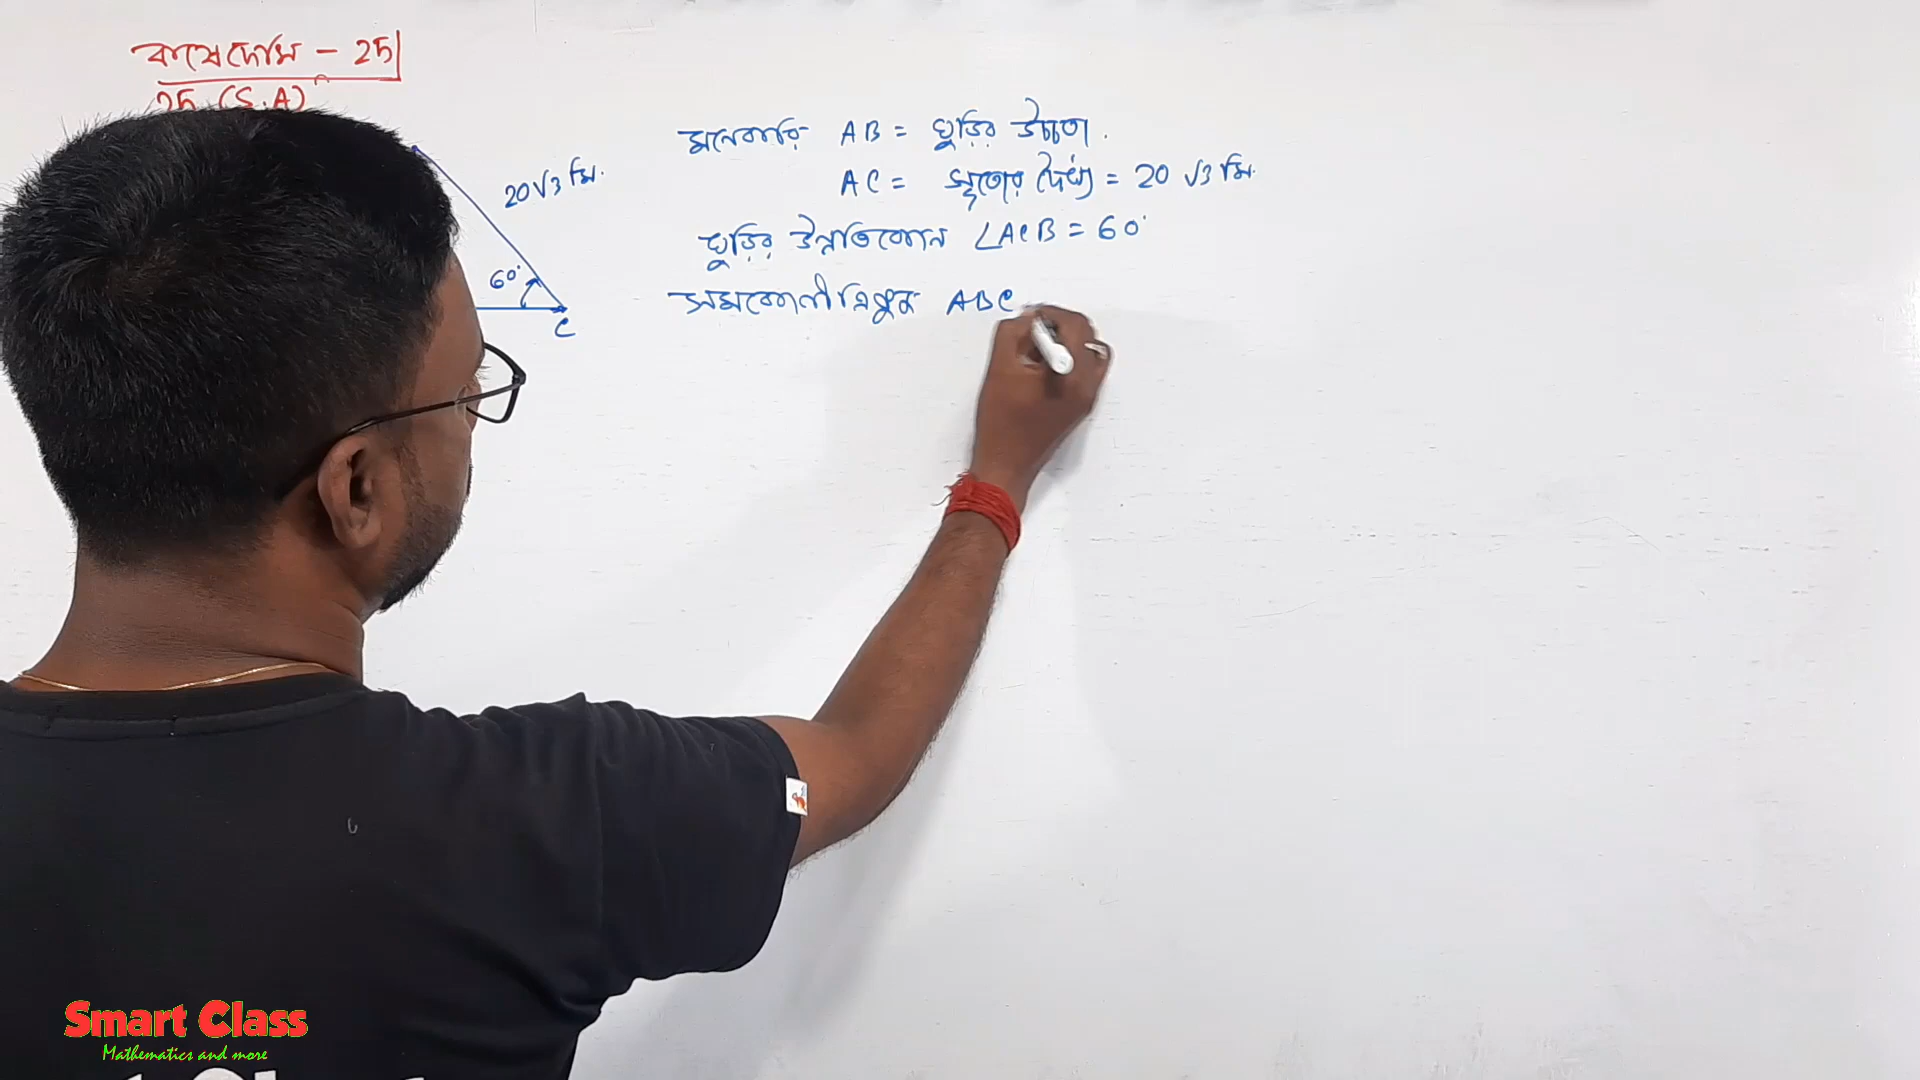 কষে দেখি - 25
25. (S.A)
20√3 মি.
60°
C
মনেকরি AB = ঘুড়ির উচ্চতা.
AC = সুতোর দৈর্ঘ্য = 20 √3 মি.
ঘুড়ির উন্নতিকোন ∠ACB = 60°
সমকোণী ত্রিভুজ ABC
Smart Class
Mathematics and more